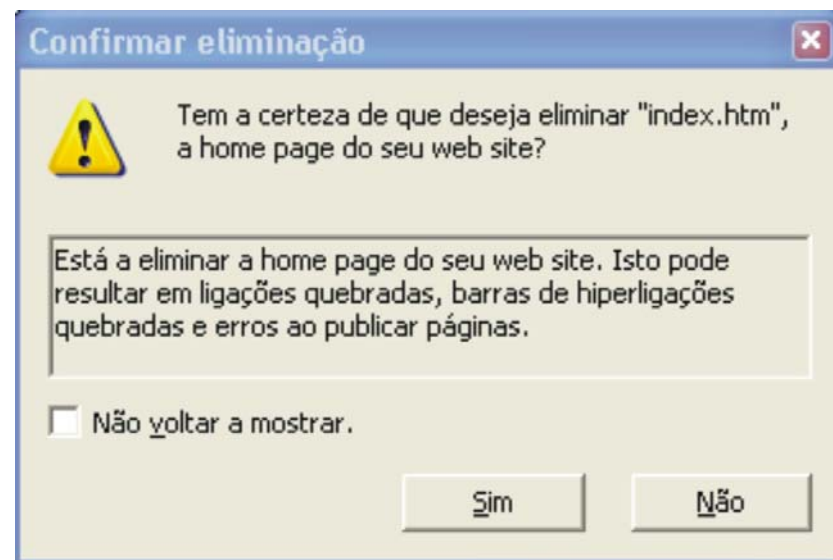 Confirmar eliminação
Tem a certeza de que deseja eliminar "index.htm",
a home page do seu web site?
Está a eliminar a home page do seu web site. Isto pode
resultar em ligações quebradas, barras de hiperligações
quebradas e erros ao publicar páginas.
Não voltar a mostrar.
Sim
Não